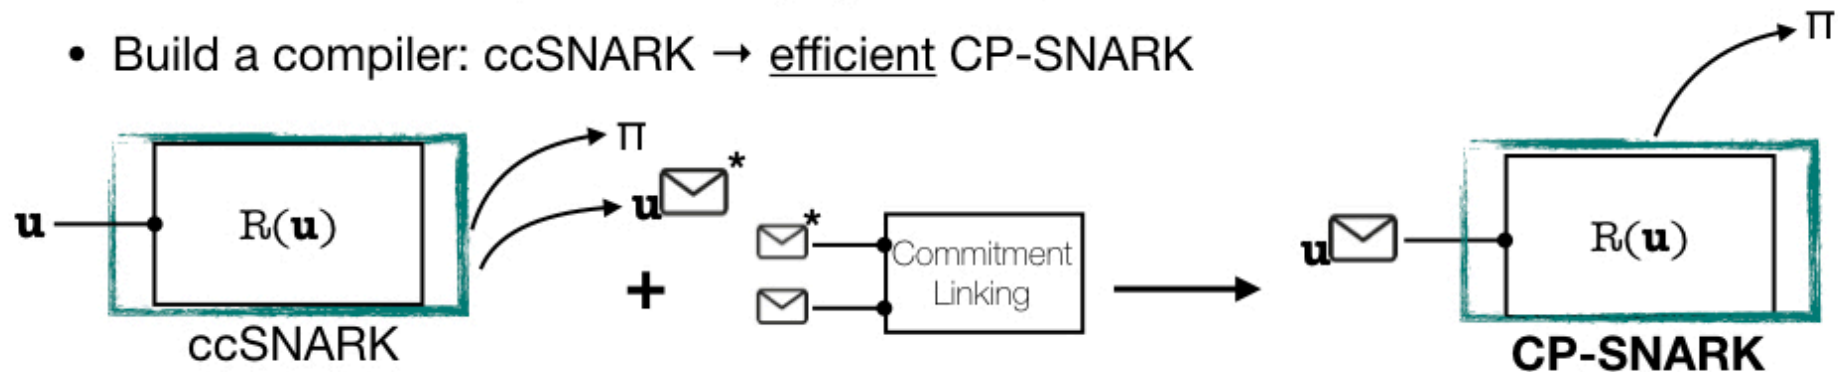 • Build a compiler: ccSNARK → efficient CP-SNARK
Π
Π
u*
u
R(u)
*
Commitment
Linking
+
u
R(u)
ccSNARK
CP-SNARK